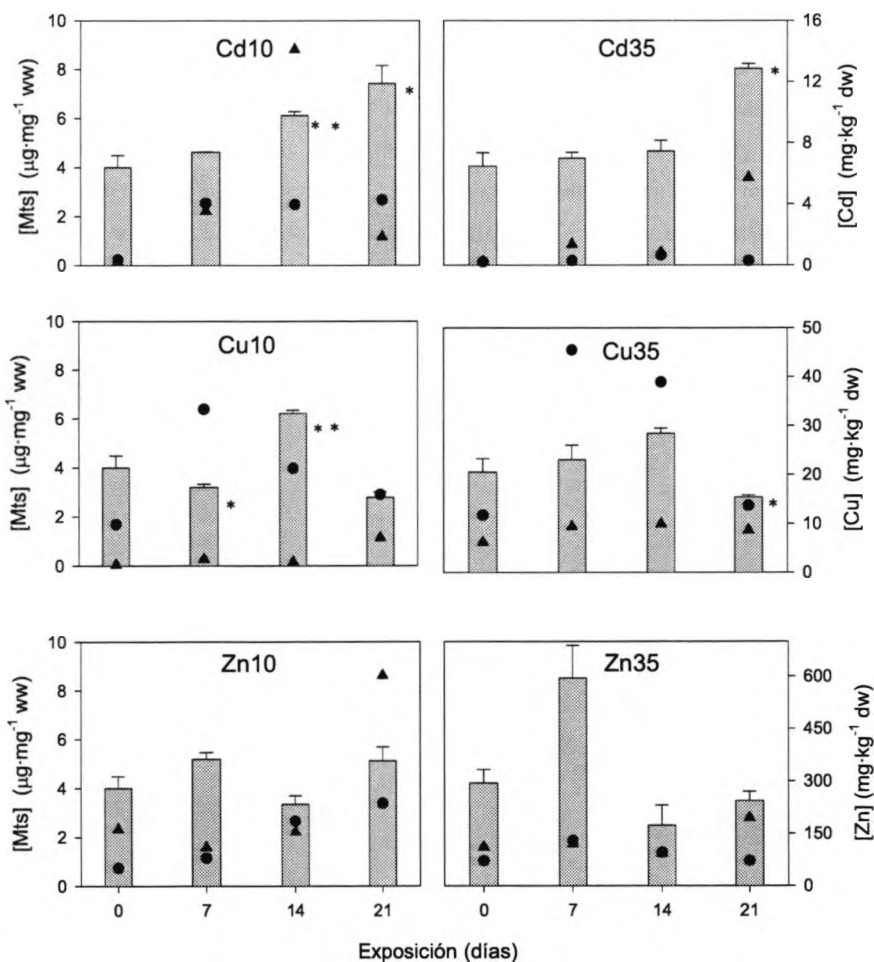 Cd10
Cd35
[Mts] (µg·mg⁻¹ ww)
10
8
6
4
2
0
* *
*
*
16
12
8
4
0
[Cd] (mg·kg⁻¹ dw)
Cu10
Cu35
[Mts] (µg·mg⁻¹ ww)
10
8
6
4
2
0
*
* *
*
50
40
30
20
10
0
[Cu] (mg·kg⁻¹ dw)
Zn10
Zn35
[Mts] (µg·mg⁻¹ ww)
10
8
6
4
2
0
600
450
300
150
0
[Zn] (mg·kg⁻¹ dw)
0 7 14 21
0 7 14 21
Exposición (días)